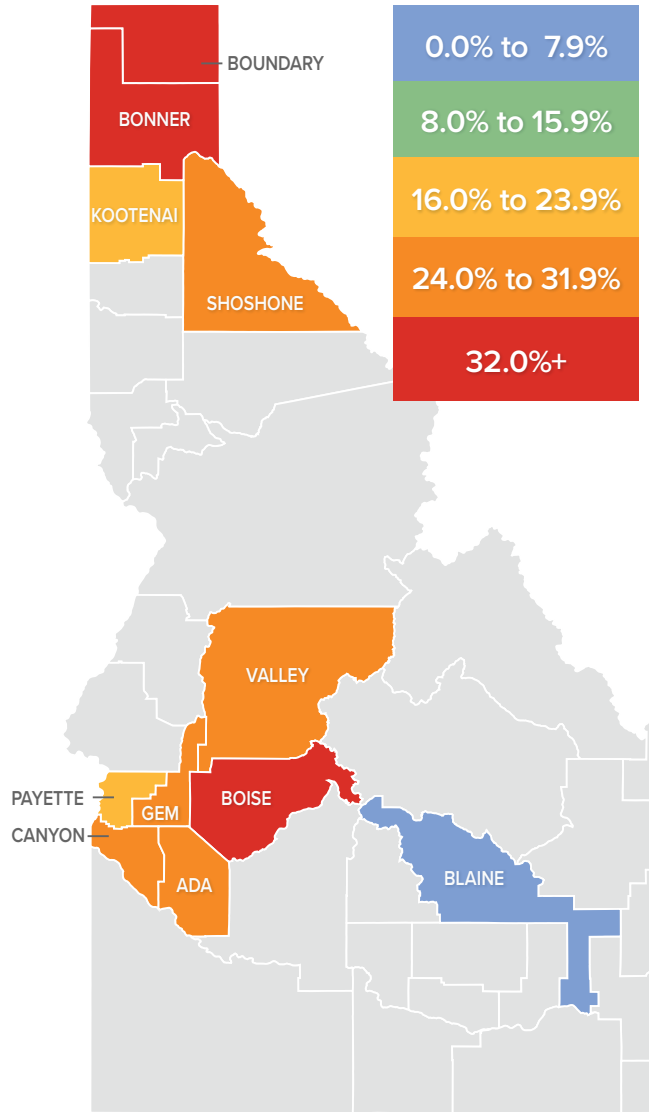 0.0% to 7.9%
8.0% to 15.9%
16.0% to 23.9%
24.0% to 31.9%
32.0%+
BOUNDARY
BONNER
KOOTENAI
SHOSHONE
VALLEY
PAYETTE
BOISE
GEM
CANYON
ADA
BLAINE